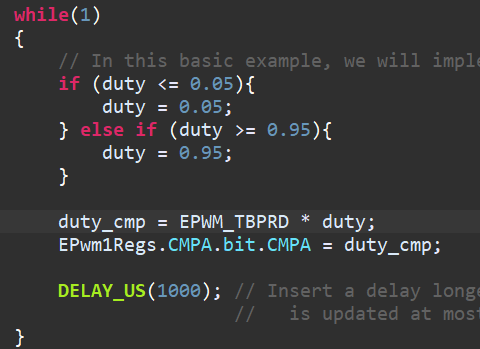 while(1)
{
// In this basic example, we will
if (duty <= 0.05){
duty = 0.05;
} else if (duty >= 0.95){
duty = 0.95;
}
duty_cmp = EPWM_TBPRD * duty;
EPwm1Regs.CMPA.bit.CMPA = duty_cmp;
DELAY_US(1000); // Insert a delay
// is updated at most
}